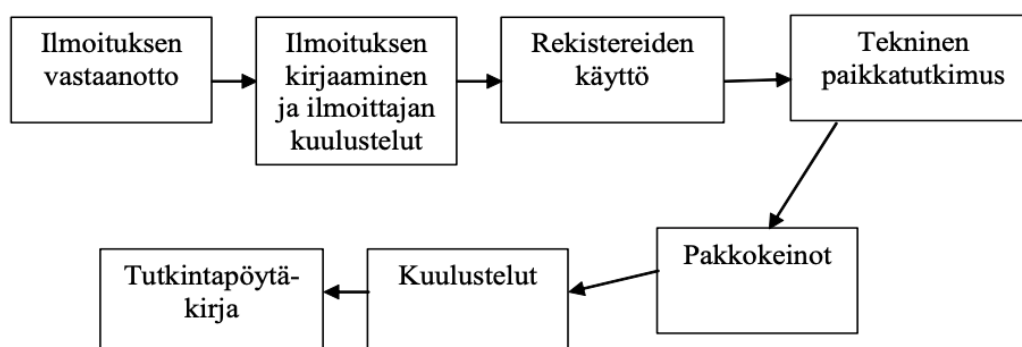 Ilmoituksen
vastaanotto
Ilmoituksen
kirjaaminen
ja ilmoittajan
kuulustelut
Rekistereiden
käyttö
Tekninen
paikkatutkimus
Pakkokeinot
Kuulustelut
Tutkintapöytä-
kirja